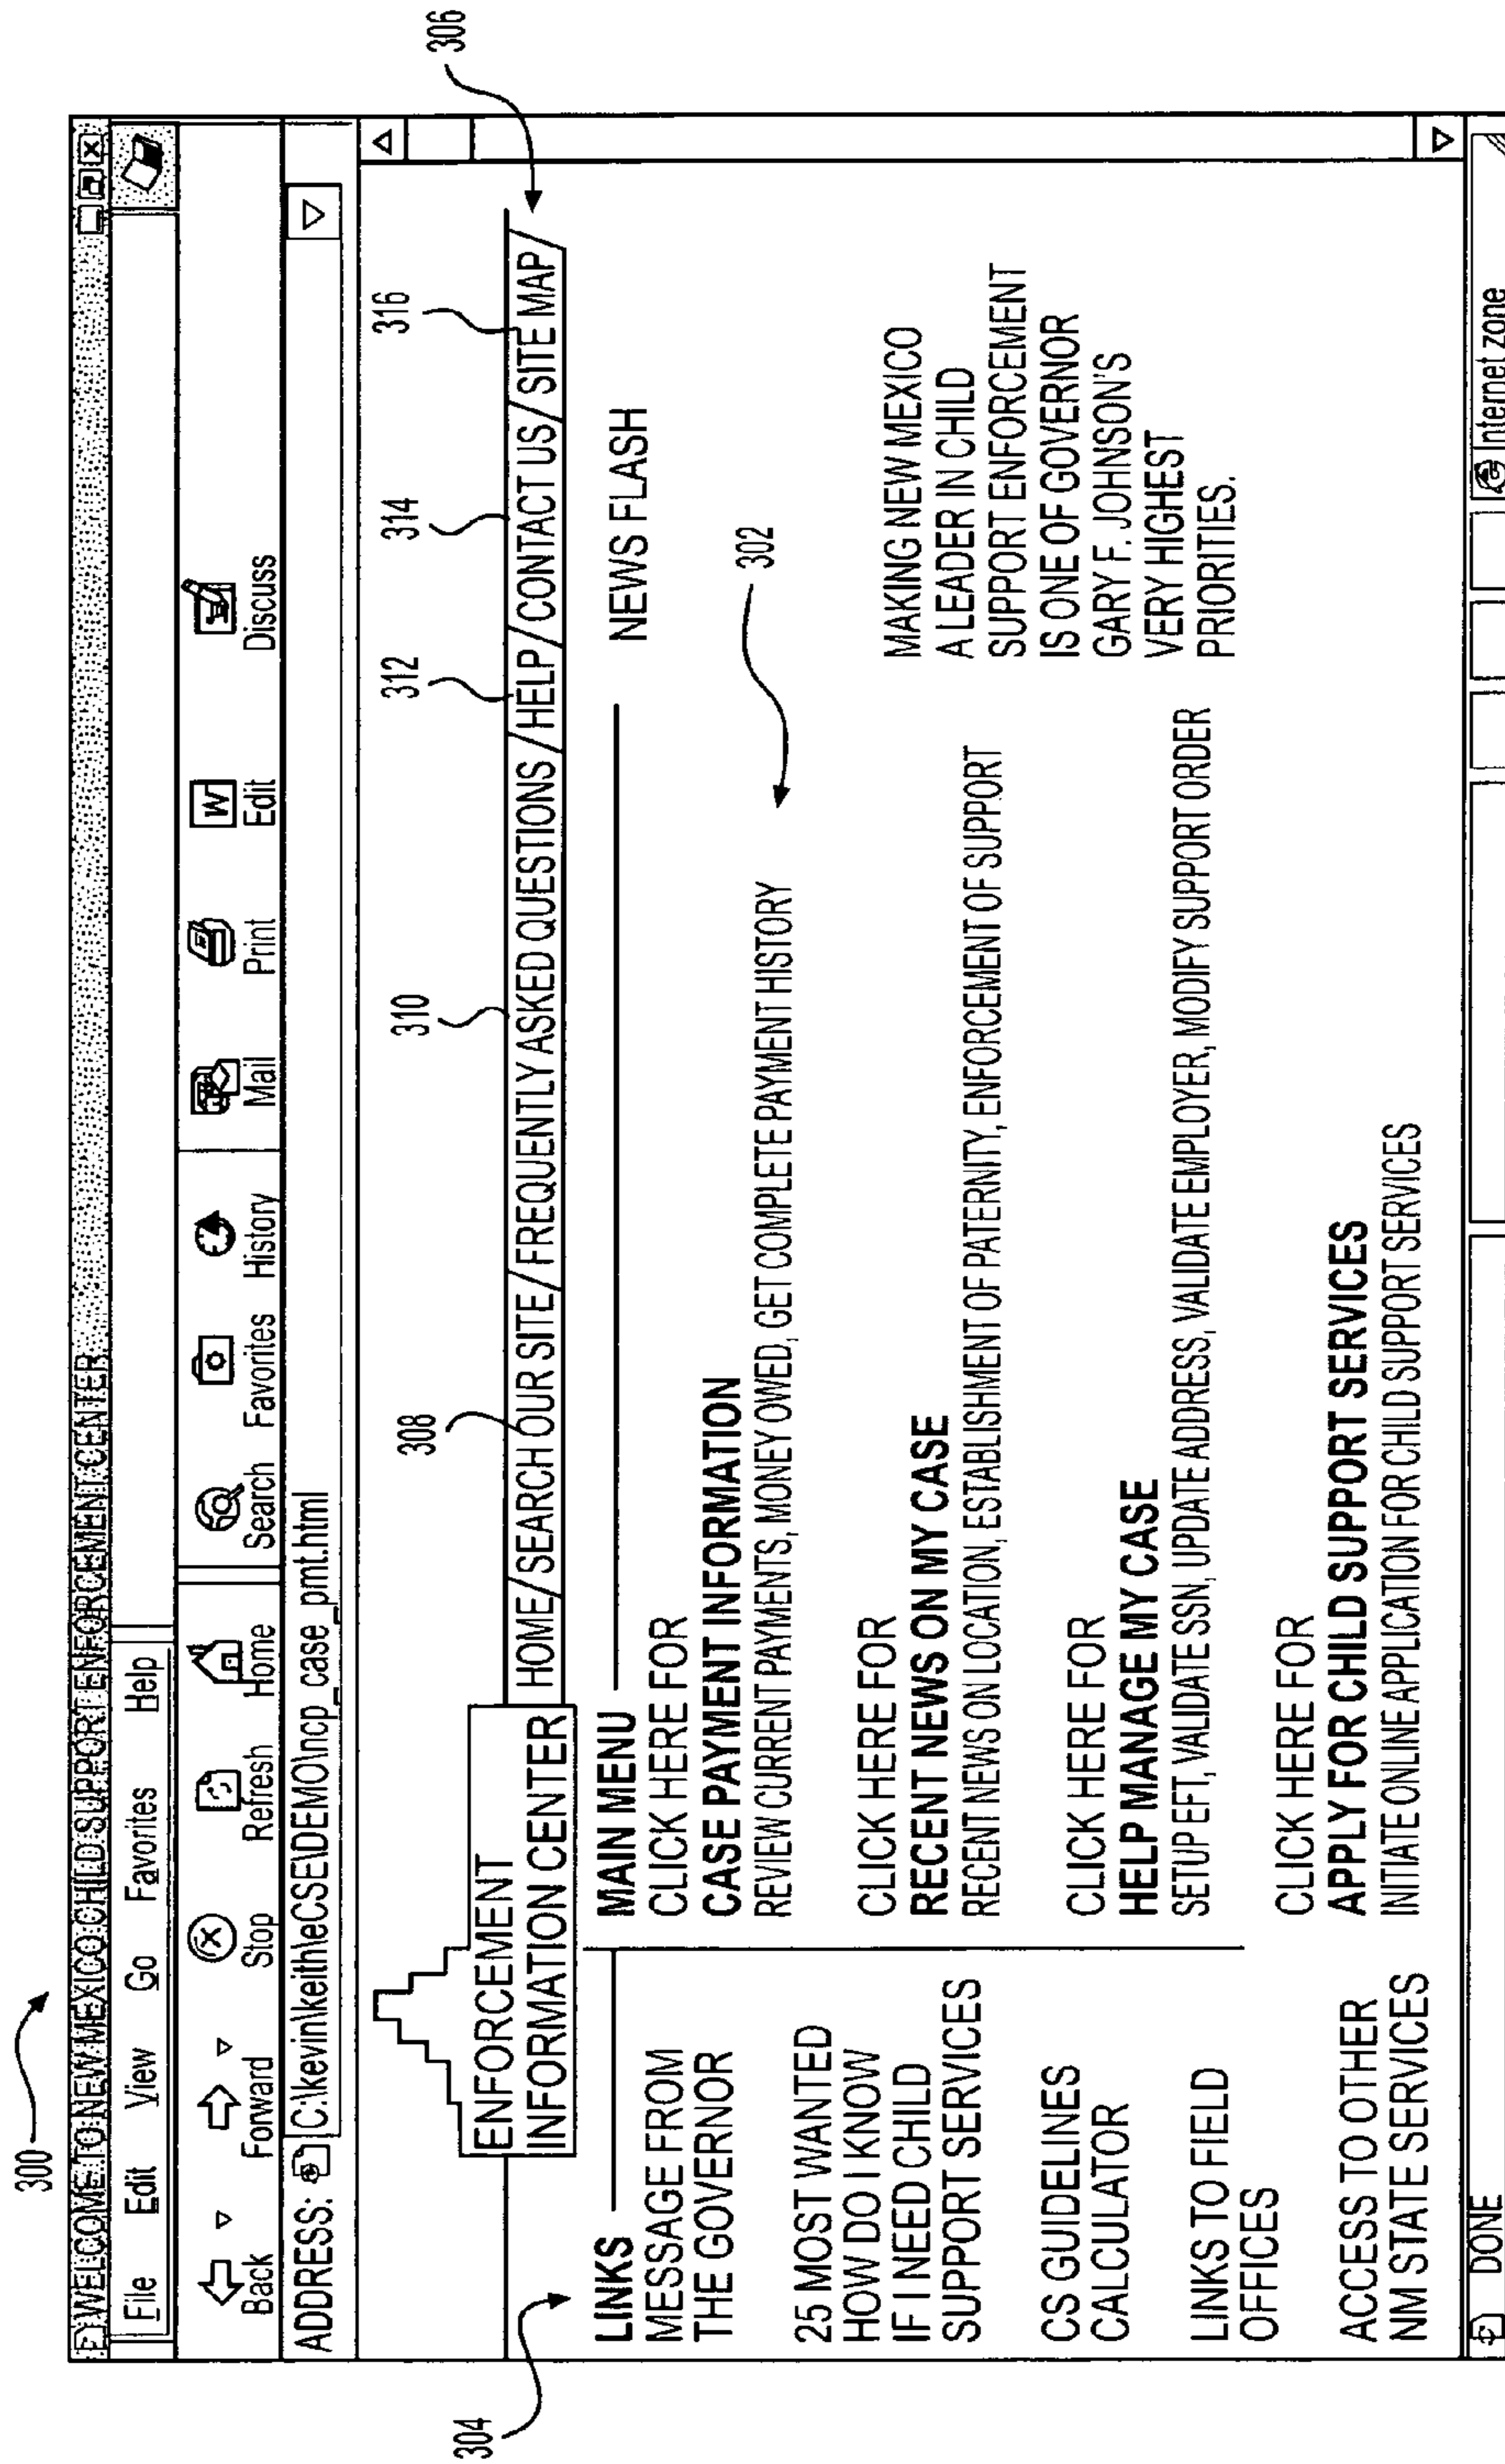 300
WELCOME TO NEW MEXICO CHILD SUPPORT ENFORCEMENT CENTER
File Edit View Go Favorites Help
Back Forward Stop Refresh Home Search Favorites History Mail Print Edit Discuss
ADDRESS: C:\kevin\keith\eCSE\DEMO\ncp_case_pmt.html
308 310 312 314 316
306
ENFORCEMENT
INFORMATION CENTER
HOME/SEARCH OUR SITE/FREQUENTLY ASKED QUESTIONS/HELP/CONTACT US/SITE MAP
304
LINKS
MESSAGE FROM
THE GOVERNOR
25 MOST WANTED
HOW DO I KNOW
IF I NEED CHILD
SUPPORT SERVICES
CS GUIDELINES
CALCULATOR
LINKS TO FIELD
OFFICES
ACCESS TO OTHER
NM STATE SERVICES
MAIN MENU
CLICK HERE FOR
CASE PAYMENT INFORMATION
REVIEW CURRENT PAYMENTS, MONEY OWED, GET COMPLETE PAYMENT HISTORY
CLICK HERE FOR
RECENT NEWS ON MY CASE
RECENT NEWS ON LOCATION, ESTABLISHMENT OF PATERNITY, ENFORCEMENT OF SUPPORT
CLICK HERE FOR
HELP MANAGE MY CASE
SETUP EFT, VALIDATE SSN, UPDATE ADDRESS, VALIDATE EMPLOYER, MODIFY SUPPORT ORDER
CLICK HERE FOR
APPLY FOR CHILD SUPPORT SERVICES
INITIATE ONLINE APPLICATION FOR CHILD SUPPORT SERVICES
NEWS FLASH
302
MAKING NEW MEXICO
A LEADER IN CHILD
SUPPORT ENFORCEMENT
IS ONE OF GOVERNOR
GARY F. JOHNSON'S
VERY HIGHEST
PRIORITIES.
DONE
Internet zone